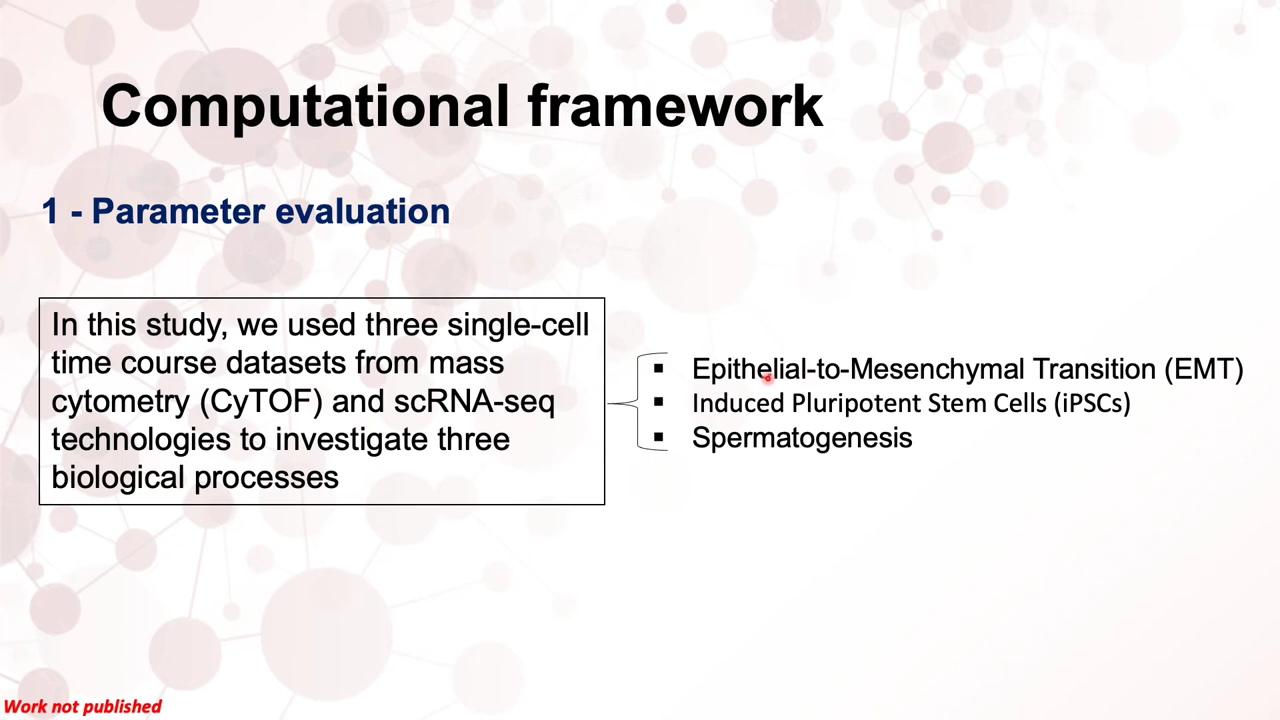 Computational framework
1 - Parameter evaluation
In this study, we used three single-cell
time course datasets from mass
cytometry (CyTOF) and scRNA-seq
technologies to investigate three
biological processes
▪ Epithelial-to-Mesenchymal Transition (EMT)
▪ Induced Pluripotent Stem Cells (iPSCs)
▪ Spermatogenesis
Work not published